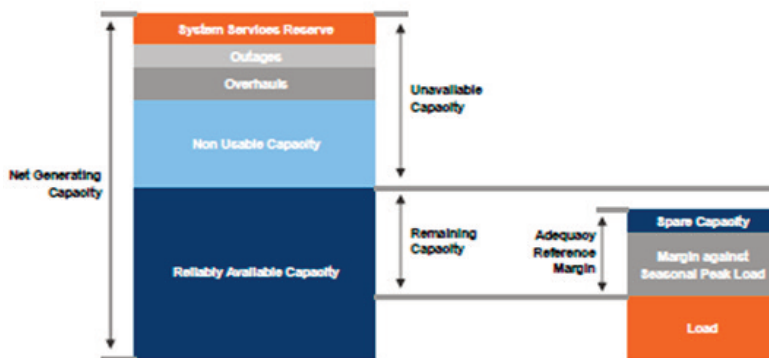 System Services Reserve
Outages
Overhauls
Unavailable
Capacity
Non Usable Capacity
Net Generating
Capacity
Remaining
Capacity
Reliably Available Capacity
Adequacy
Reference
Margin
Spare Capacity
Margin against
Seasonal Peak Load
Load